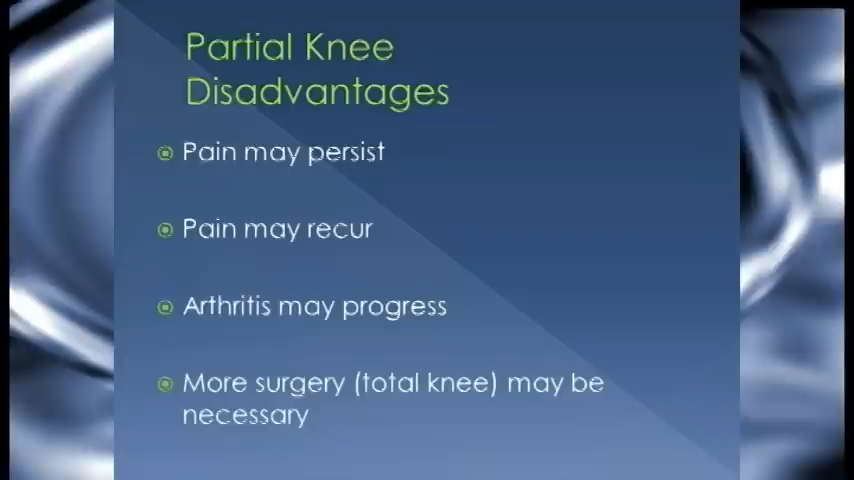 Partial Knee
Disadvantages
Pain may persist
Pain may recur
Arthritis may progress
More surgery (total knee) may be
necessary